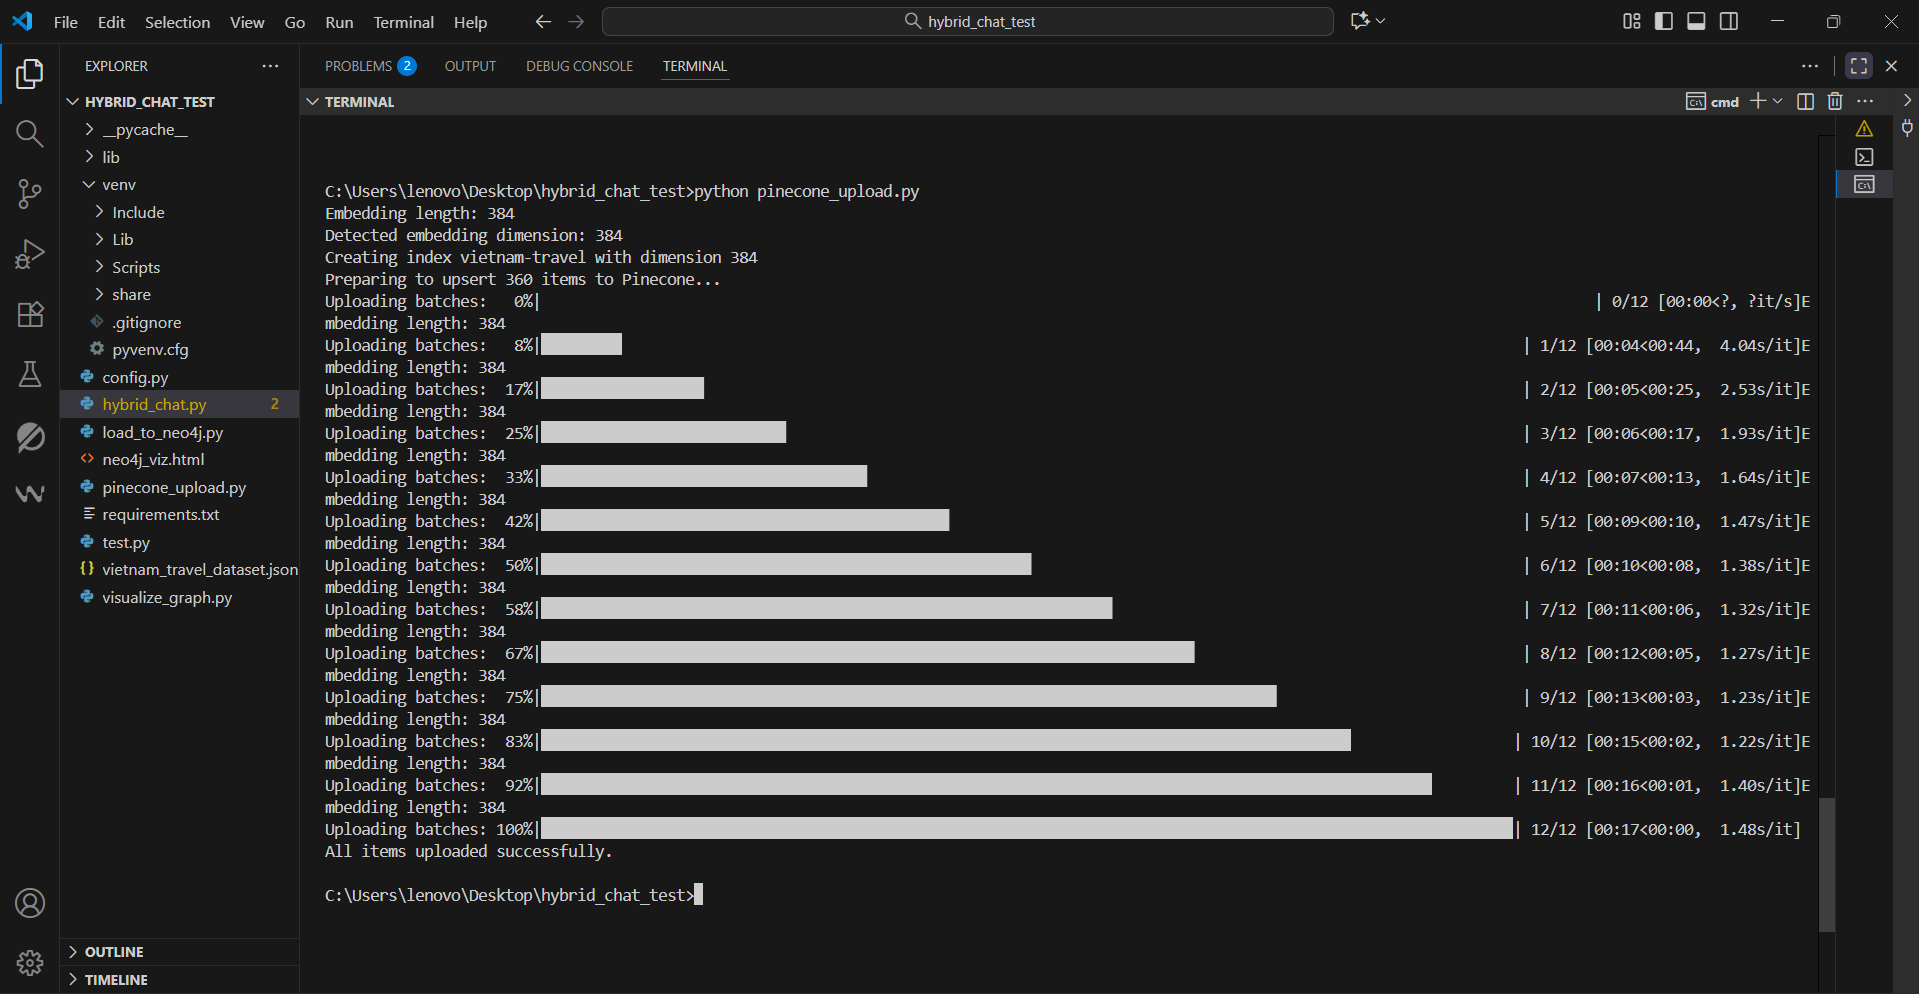 File Edit Selection View Go Run Terminal Help
hybrid_chat_test
EXPLORER
HYBRID_CHAT_TEST
__pycache__
lib
venv
Include
Lib
Scripts
share
.gitignore
pyvenv.cfg
config.py
hybrid_chat.py 2
load_to_neo4j.py
neo4j_viz.html
pinecone_upload.py
requirements.txt
test.py
vietnam_travel_dataset.json
visualize_graph.py
OUTLINE
TIMELINE
PROBLEMS 2 OUTPUT DEBUG CONSOLE TERMINAL
TERMINAL
cmd
C:\Users\lenovo\Desktop\hybrid_chat_test>python pinecone_upload.py
Embedding length: 384
Detected embedding dimension: 384
Creating index vietnam-travel with dimension 384
Preparing to upsert 360 items to Pinecone...
Uploading batches:   0%| | 0/12 [00:00<?, ?it/s]E
mbedding length: 384
Uploading batches:   8%| | 1/12 [00:04<00:44,  4.04s/it]E
mbedding length: 384
Uploading batches:  17%| | 2/12 [00:05<00:25,  2.53s/it]E
mbedding length: 384
Uploading batches:  25%| | 3/12 [00:06<00:17,  1.93s/it]E
mbedding length: 384
Uploading batches:  33%| | 4/12 [00:07<00:13,  1.64s/it]E
mbedding length: 384
Uploading batches:  42%| | 5/12 [00:09<00:10,  1.47s/it]E
mbedding length: 384
Uploading batches:  50%| | 6/12 [00:10<00:08,  1.38s/it]E
mbedding length: 384
Uploading batches:  58%| | 7/12 [00:11<00:06,  1.32s/it]E
mbedding length: 384
Uploading batches:  67%| | 8/12 [00:12<00:05,  1.27s/it]E
mbedding length: 384
Uploading batches:  75%| | 9/12 [00:13<00:03,  1.23s/it]E
mbedding length: 384
Uploading batches:  83%| | 10/12 [00:15<00:02,  1.22s/it]E
mbedding length: 384
Uploading batches:  92%| | 11/12 [00:16<00:01,  1.40s/it]E
mbedding length: 384
Uploading batches: 100%| | 12/12 [00:17<00:00,  1.48s/it]
All items uploaded successfully.
C:\Users\lenovo\Desktop\hybrid_chat_test>